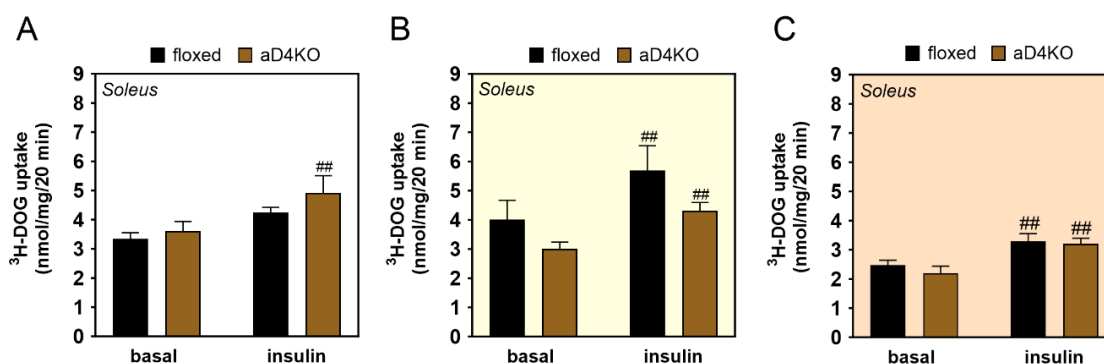 A
floxed aD4KO
Soleus
³H-DOG uptake
(nmol/mg/20 min)
9
8
7
6
5
4
3
2
1
0
##
basal insulin
B
floxed aD4KO
Soleus
³H-DOG uptake
(nmol/mg/20 min)
9
8
7
6
5
4
3
2
1
0
##
##
basal insulin
C
floxed aD4KO
Soleus
³H-DOG uptake
(nmol/mg/20 min)
9
8
7
6
5
4
3
2
1
0
## ##
basal insulin